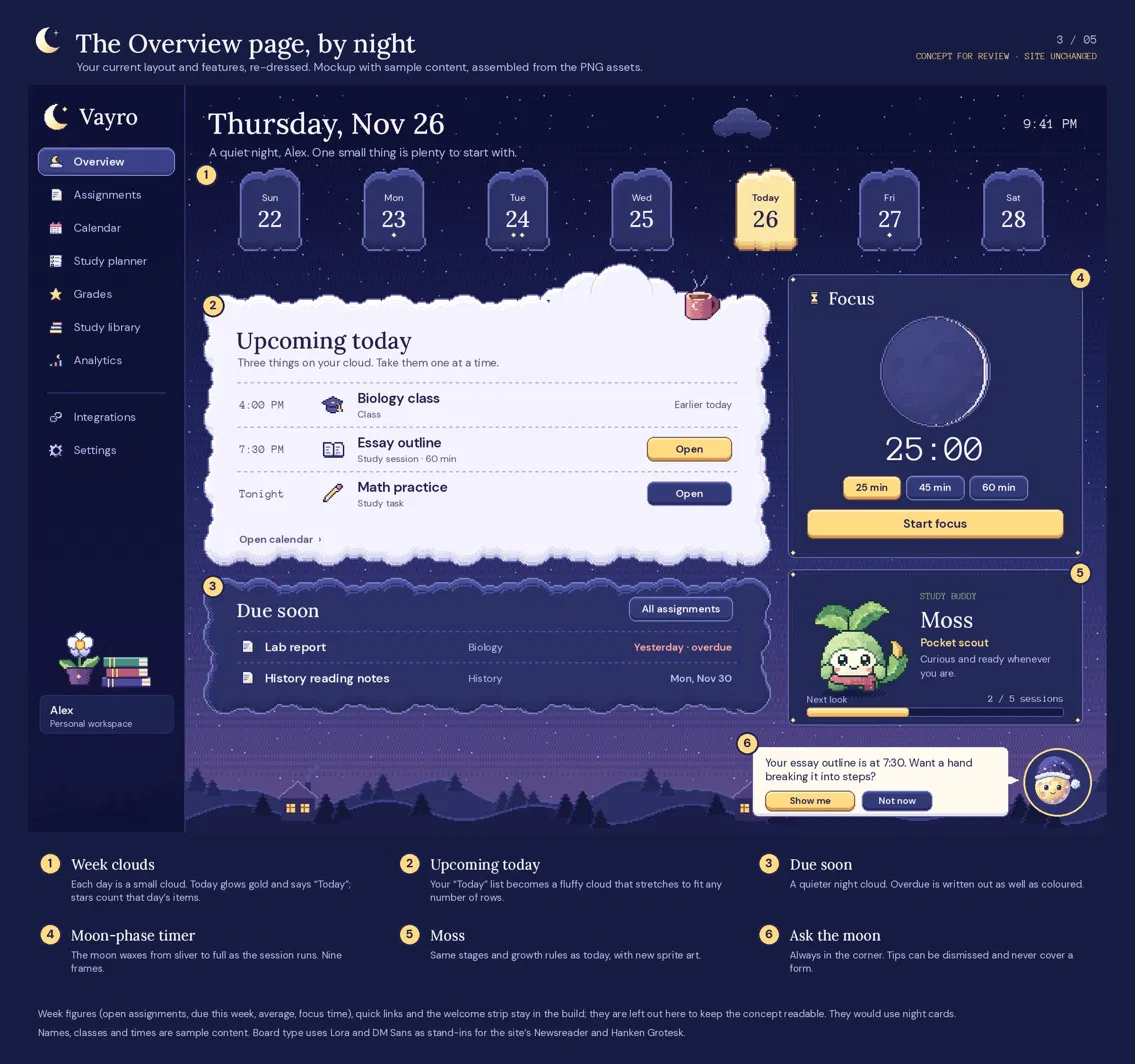 The Overview page, by night
Your current layout and features, re-dressed. Mockup with sample content, assembled from the PNG assets.
3 / 05
CONCEPT FOR REVIEW · SITE UNCHANGED
Vayro
Overview
Assignments
Calendar
Study planner
Grades
Study library
Analytics
Integrations
Settings
Alex
Personal workspace
Thursday, Nov 26
A quiet night, Alex. One small thing is plenty to start with.
9:41 PM
1
Sun
22
Mon
23
Tue
24
Wed
25
Today
26
Fri
27
Sat
28
2
Upcoming today
Three things on your cloud. Take them one at a time.
4:00 PM
Biology class
Class
Earlier today
7:30 PM
Essay outline
Study session · 60 min
Open
Tonight
Math practice
Study task
Open
Open calendar ›
3
Due soon
All assignments
Lab report
Biology
Yesterday · overdue
History reading notes
History
Mon, Nov 30
4
Focus
25:00
25 min
45 min
60 min
Start focus
5
STUDY BUDDY
Moss
Pocket scout
Curious and ready whenever
you are.
Next look
2 / 5 sessions
6
Your essay outline is at 7:30. Want a hand
breaking it into steps?
Show me
Not now
1
Week clouds
Each day is a small cloud. Today glows gold and says "Today";
stars count that day's items.
2
Upcoming today
Your "Today" list becomes a fluffy cloud that stretches to fit any
number of rows.
3
Due soon
A quieter night cloud. Overdue is written out as well as coloured.
4
Moon-phase timer
The moon waxes from sliver to full as the session runs. Nine
frames.
5
Moss
Same stages and growth rules as today, with new sprite art.
6
Ask the moon
Always in the corner. Tips can be dismissed and never cover a
form.
Week figures (open assignments, due this week, average, focus time), quick links and the welcome strip stay in the build; they are left out here to keep the concept readable. They would use night cards.
Names, classes and times are sample content. Board type uses Lora and DM Sans as stand-ins for the site's Newsreader and Hanken Grotesk.